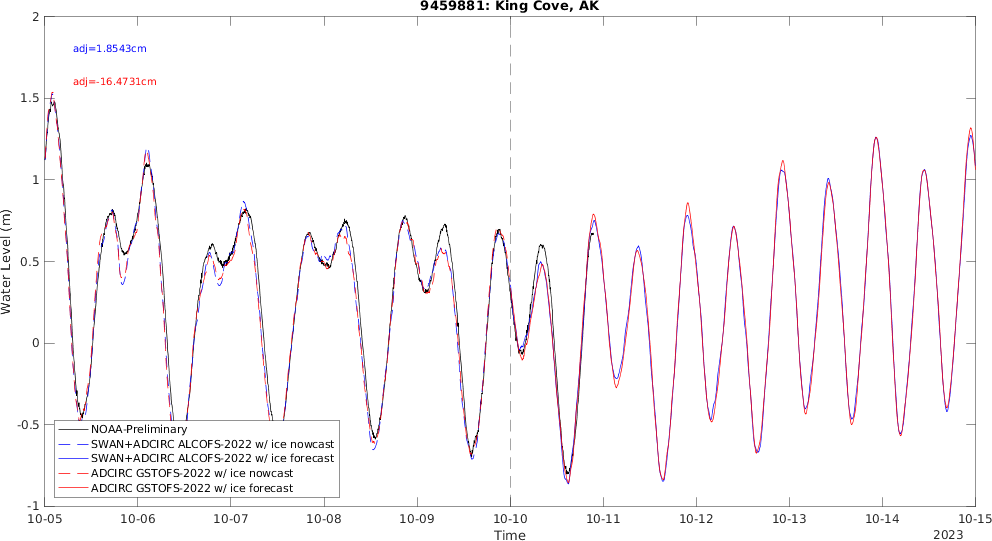 9459881: King Cove, AK
2
1.5
1
0.5
0
-0.5
-1
Water Level (m)
adj=1.8543cm
adj=-16.4731cm
NOAA-Preliminary
SWAN+ADCIRC ALCOFS-2022 w/ ice nowcast
SWAN+ADCIRC ALCOFS-2022 w/ ice forecast
ADCIRC GSTOFS-2022 w/ ice nowcast
ADCIRC GSTOFS-2022 w/ ice forecast
10-05 10-06 10-07 10-08 10-09 10-10 10-11 10-12 10-13 10-14 10-15
Time
2023